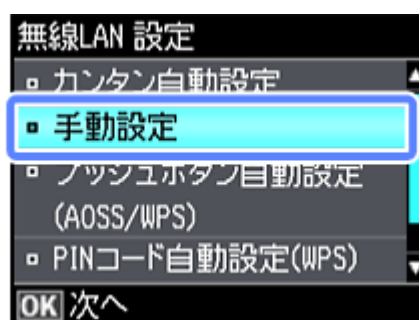 無線LAN 設定
カンタン自動設定
手動設定
プッシュボタン自動設定
(AOSS/WPS)
PINコード自動設定(WPS)
OK 次へ